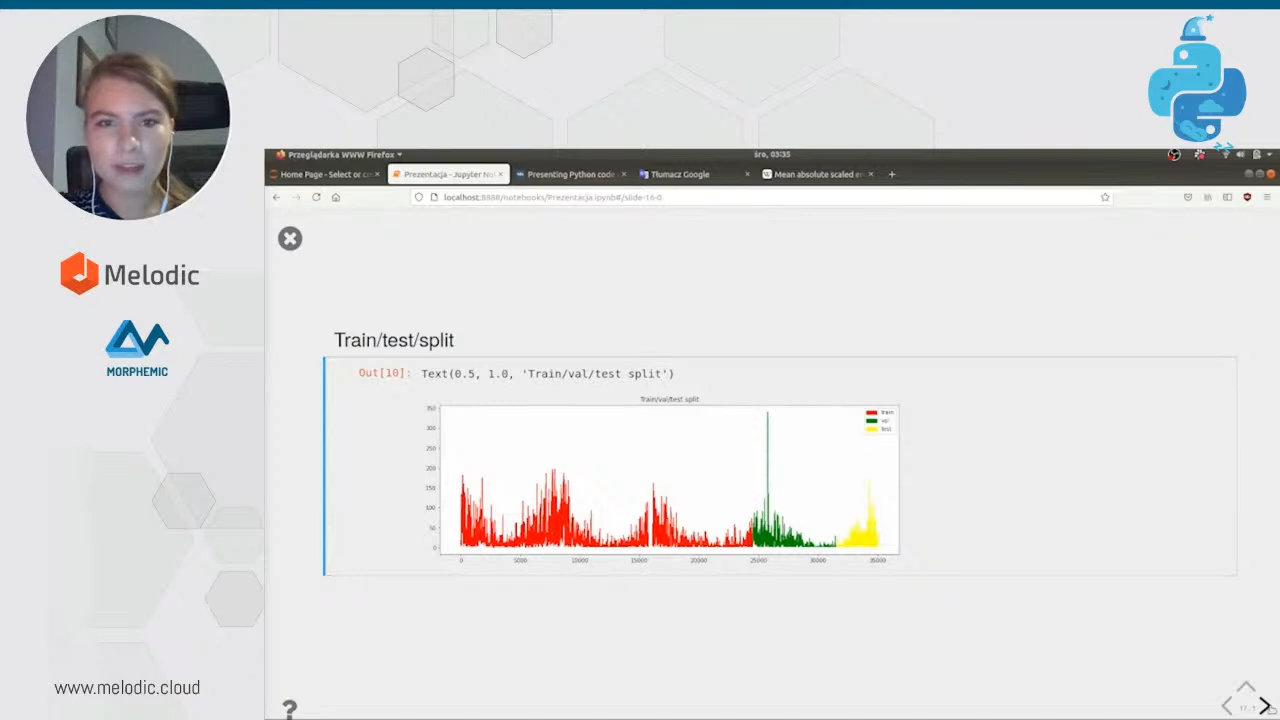 Przeglądarka WWW Firefox
śro, 03:35
Home Page - Select or cr
Prezentacja - Jupyter No
Presenting Python code
Tłumacz Google
Mean absolute scaled er
localhost:8888/notebooks/Prezentacja.ipynb#/slide-16-0
Melodic
MORPHEMIC
Train/test/split
Out[10]: Text(0.5, 1.0, 'Train/val/test split')
Train/val/test split
350
300
250
200
150
100
50
0
0 5000 10000 15000 20000 25000 30000 35000
train
val
test
www.melodic.cloud
?